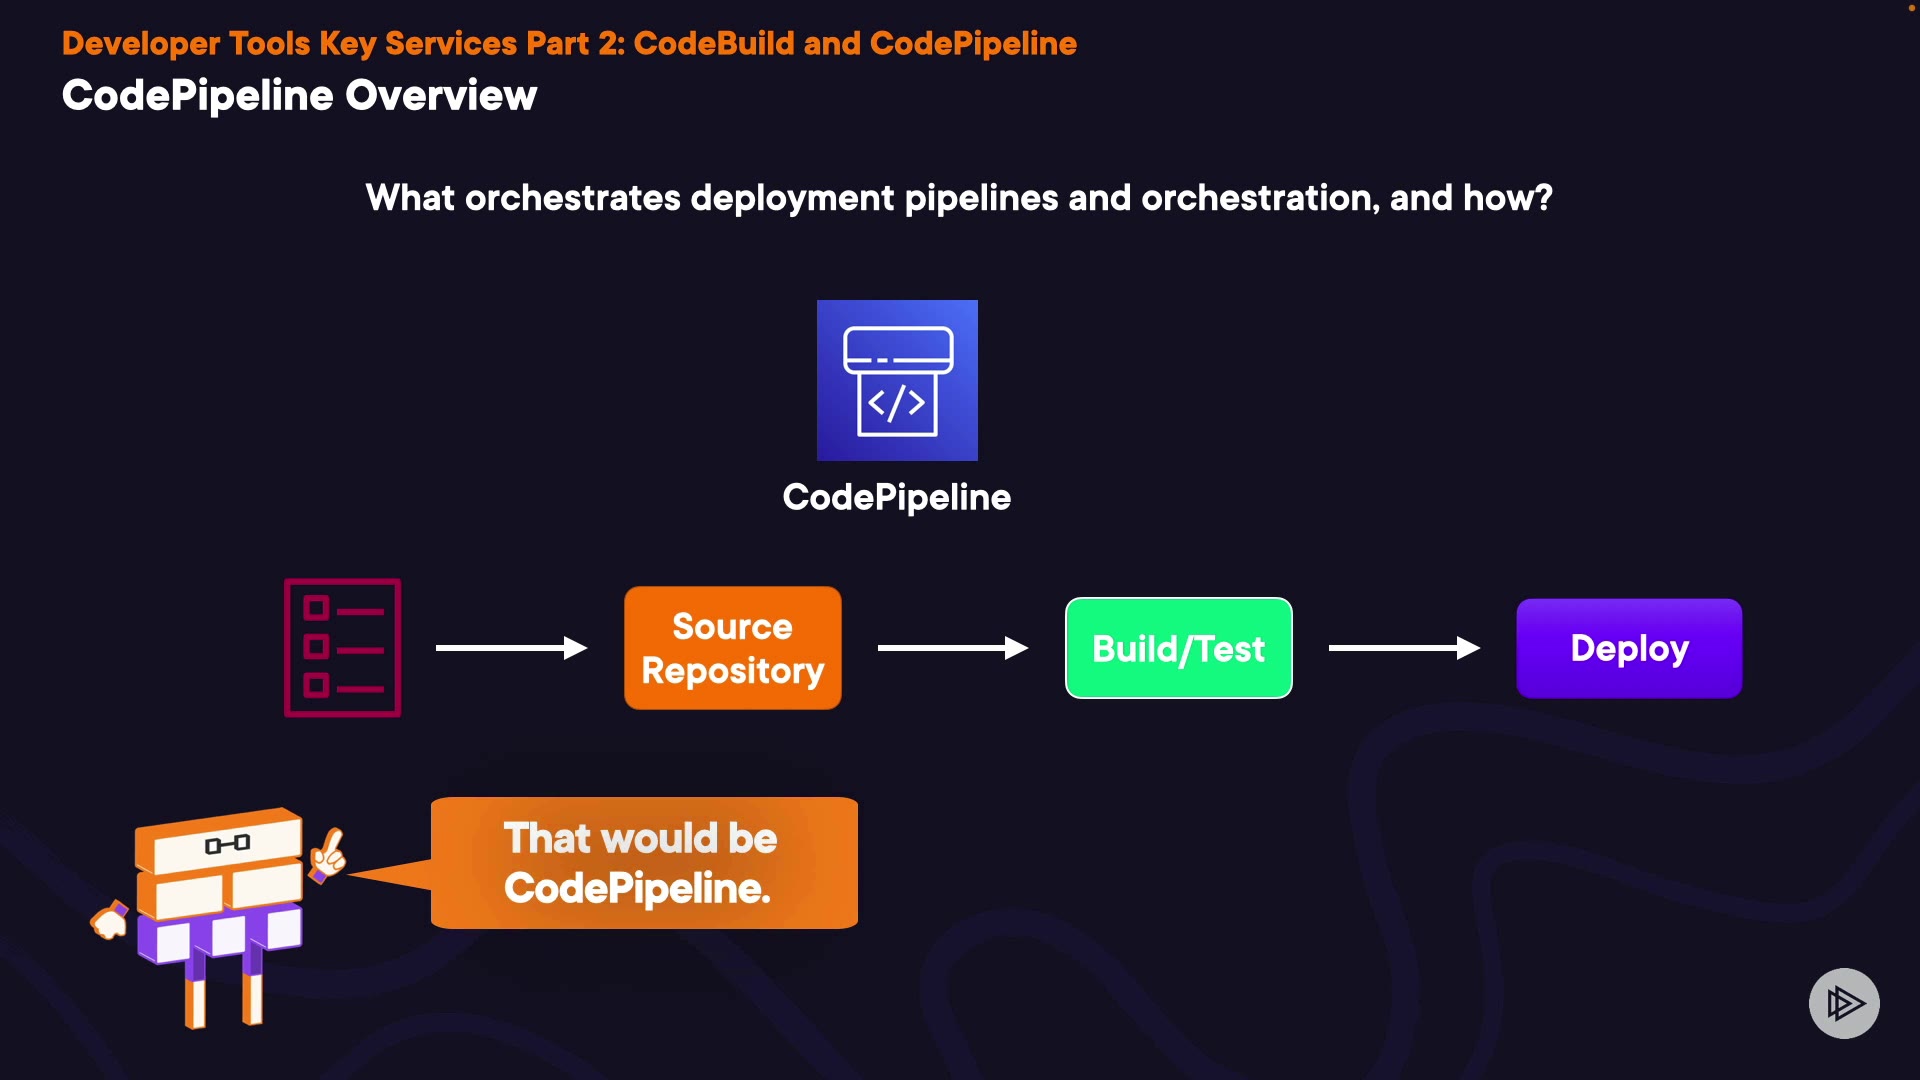 Developer Tools Key Services Part 2: CodeBuild and CodePipeline
CodePipeline Overview
What orchestrates deployment pipelines and orchestration, and how?
</>
CodePipeline
Source
Repository
Build/Test
Deploy
That would be
CodePipeline.